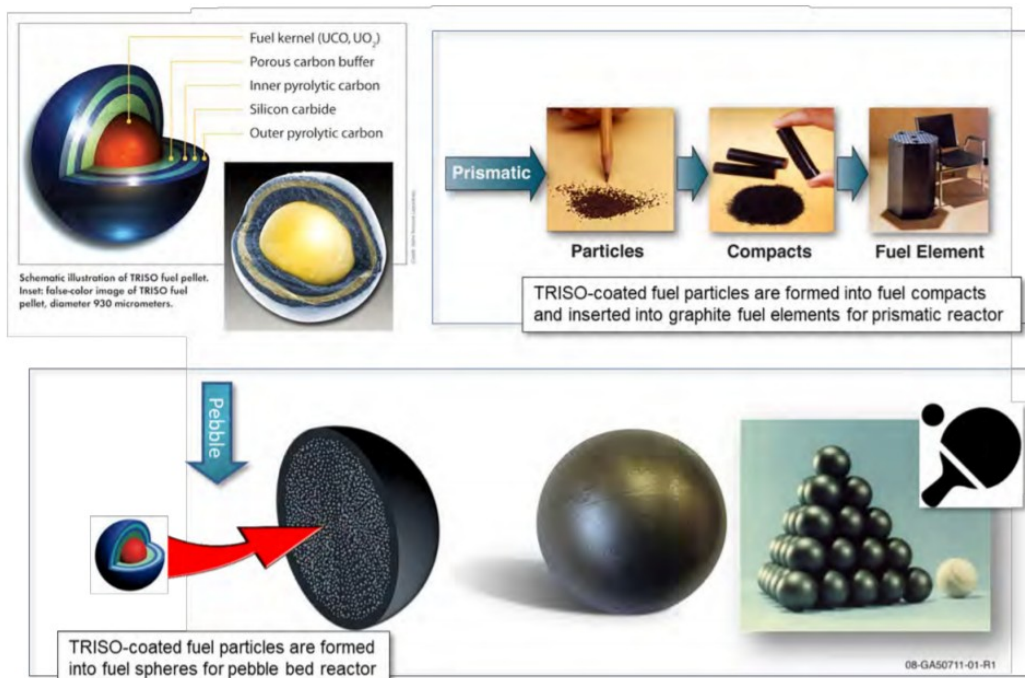 Fuel kernel (UCO, UO₂)
Porous carbon buffer
Inner pyrolytic carbon
Silicon carbide
Outer pyrolytic carbon
Schematic illustration of TRISO fuel pellet.
Inset: false-color image of TRISO fuel
pellet, diameter 930 micrometers.
Prismatic
Particles
Compacts
Fuel Element
TRISO-coated fuel particles are formed into fuel compacts
and inserted into graphite fuel elements for prismatic reactor
Pebble
TRISO-coated fuel particles are formed
into fuel spheres for pebble bed reactor
08-GA50711-01-R1